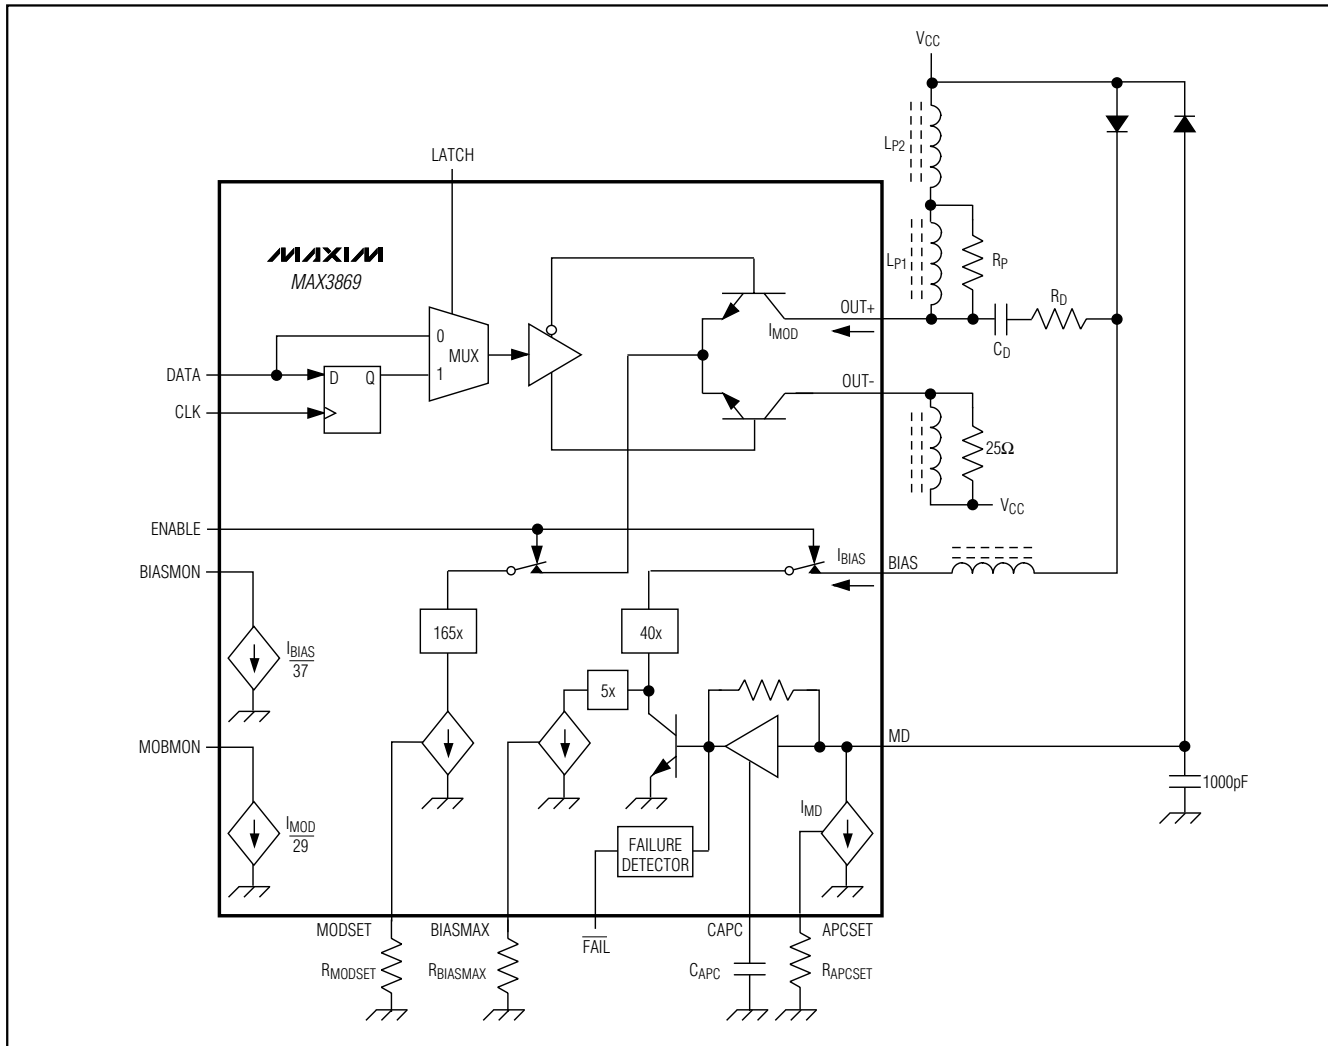 VCC
LP2
LATCH
MAXIM
MAX3869
LP1
RP
RD
OUT+
IMOD
CD
0
MUX
1
DATA
D Q
CLK
OUT-
25Ω
VCC
ENABLE
IBIAS
BIAS
BIASMON
165x
40x
IBIAS
37
5x
MD
MOBMON
1000pF
IMD
IMOD
29
FAILURE
DETECTOR
MODSET
BIASMAX
FAIL
CAPC
APCSET
RMODSET
RBIASMAX
CAPC
RAPCSET